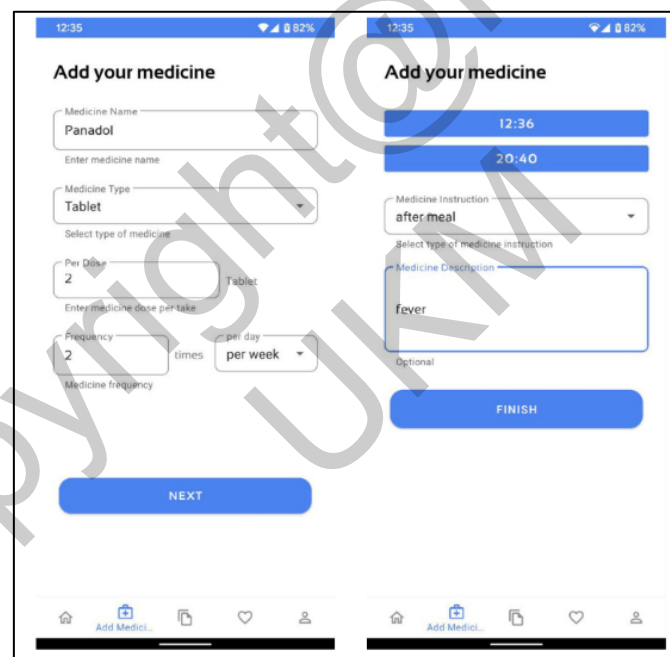 12:35 82%
Add your medicine
Medicine Name
Panadol
Enter medicine name
Medicine Type
Tablet
Select type of medicine
Per Dose
2 Tablet
Enter medicine dose per take
Frequency per day
2 times per week
Medicine frequency
NEXT
Add Medici...
12:35 82%
Add your medicine
12:36
20:40
Medicine Instruction
after meal
Select type of medicine instruction
Medicine Description
fever
Optional
FINISH
Add Medici...
pyright@
UKM